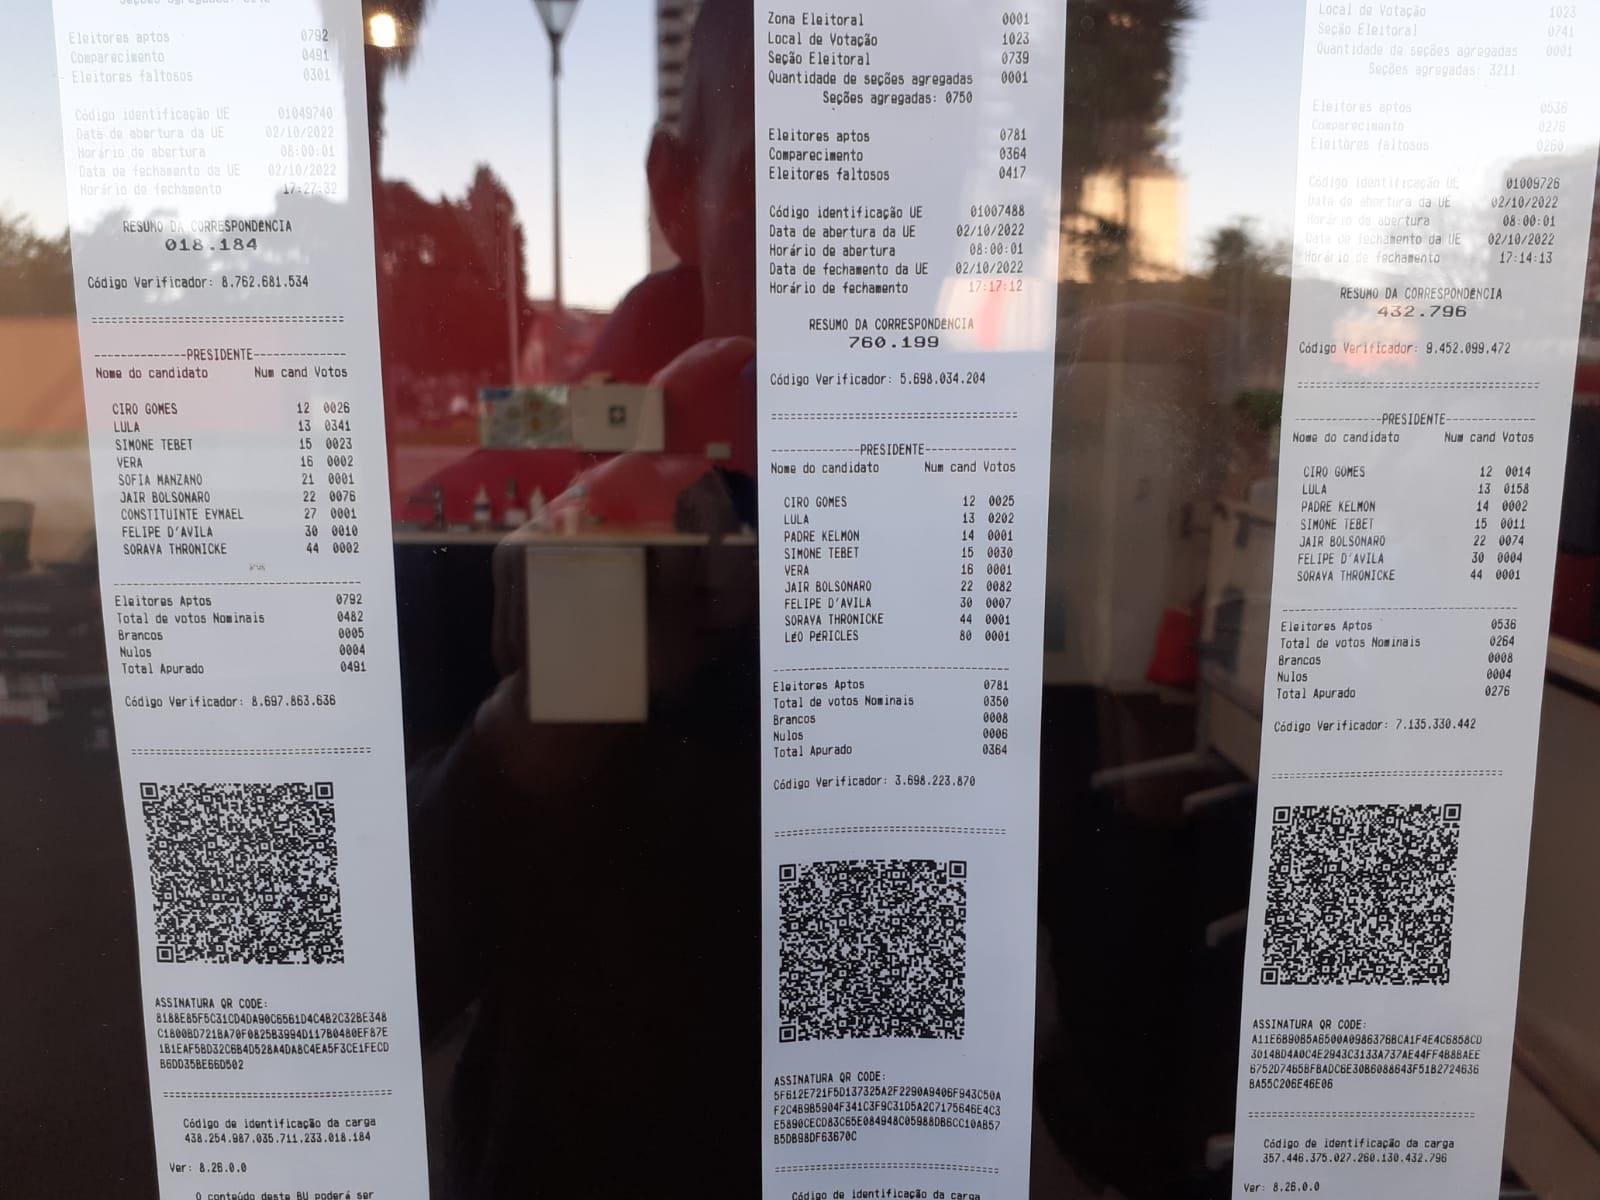 Eleitores aptos 0792
Comparecimento 0491
Eleitores faltosos 0301
Código identificação UE 01049740
Data de abertura da UE 02/10/2022
Horário de abertura 08:00:01
Data de fechamento da UE 02/10/2022
Horário de fechamento 17:27:32
RESUMO DA CORRESPONDÊNCIA
018.184
Código Verificador: 8.762.681.534
PRESIDENTE
Nome do candidato Num cand Votos
CIRO GOMES 12 0026
LULA 13 0341
SIMONE TEBET 15 0023
VERA 16 0002
SOFIA MANZANO 21 0001
JAIR BOLSONARO 22 0076
CONSTITUINTE EYMAEL 27 0001
FELIPE D'AVILA 30 0010
SORAYA THRONICKE 44 0002
Eleitores Aptos 0792
Total de votos Nominais 0482
Brancos 0005
Nulos 0004
Total Apurado 0491
Código Verificador: 8.697.863.636
ASSINATURA QR CODE:
8188E85F5C31CD4DA90C6561D4C4B2C32BE348
C1800BD721BA70F0825B3994D117B0480EF87E
1B1EAF5BD32C6B4D528A4DA8C4EA5F3CE1FECD
B6DD35BE66D502
Código de identificação da carga
438.254.987.035.711.233.018.184
Ver: 8.26.0.0
O conteúdo deste BU poderá ser
Zona Eleitoral 0001
Local de Votação 1023
Seção Eleitoral 0739
Quantidade de seções agregadas 0001
Seções agregadas: 0750
Eleitores aptos 0781
Comparecimento 0364
Eleitores faltosos 0417
Código identificação UE 01007488
Data de abertura da UE 02/10/2022
Horário de abertura 08:00:01
Data de fechamento da UE 02/10/2022
Horário de fechamento 17:17:12
RESUMO DA CORRESPONDÊNCIA
760.199
Código Verificador: 5.698.034.204
PRESIDENTE
Nome do candidato Num cand Votos
CIRO GOMES 12 0025
LULA 13 0202
PADRE KELMON 14 0001
SIMONE TEBET 15 0030
VERA 16 0001
JAIR BOLSONARO 22 0082
FELIPE D'AVILA 30 0007
SORAYA THRONICKE 44 0001
LÉO PÉRICLES 80 0001
Eleitores Aptos 0781
Total de votos Nominais 0350
Brancos 0008
Nulos 0006
Total Apurado 0364
Código Verificador: 3.698.223.870
ASSINATURA QR CODE:
5F612E721F5D137325A2F2290A9406F943C50A
F2C4B9B5904F341C3F9C31D5A2C7175646E4C3
E5890CECD83C65E084948C05988DB6CC10AB57
B5DB98DF63670C
Código de identificação da carga
Local de Votação 1023
Seção Eleitoral 0741
Quantidade de seções agregadas 0001
Seções agregadas: 3211
Eleitores aptos 0536
Comparecimento 0276
Eleitores faltosos 0260
Código identificação UE 01009726
Data de abertura da UE 02/10/2022
Horário de abertura 08:00:01
Data de fechamento da UE 02/10/2022
Horário de fechamento 17:14:13
RESUMO DA CORRESPONDÊNCIA
432.796
Código Verificador: 9.452.099.472
PRESIDENTE
Nome do candidato Num cand Votos
CIRO GOMES 12 0014
LULA 13 0158
PADRE KELMON 14 0002
SIMONE TEBET 15 0011
JAIR BOLSONARO 22 0074
FELIPE D'AVILA 30 0004
SORAYA THRONICKE 44 0001
Eleitores Aptos 0536
Total de votos Nominais 0264
Brancos 0008
Nulos 0004
Total Apurado 0276
Código Verificador: 7.135.330.442
ASSINATURA QR CODE:
A11E6B90B5A6500A0986376BCA1F4E4C6858CD
3014BD4A0C4E2943C3133A737AE44FF4B8BAEE
6752D7465BFBADC6E30B6088643F51B2724636
BA55C206E46E06
Código de identificação da carga
357.446.375.027.260.130.432.796
Ver: 8.26.0.0